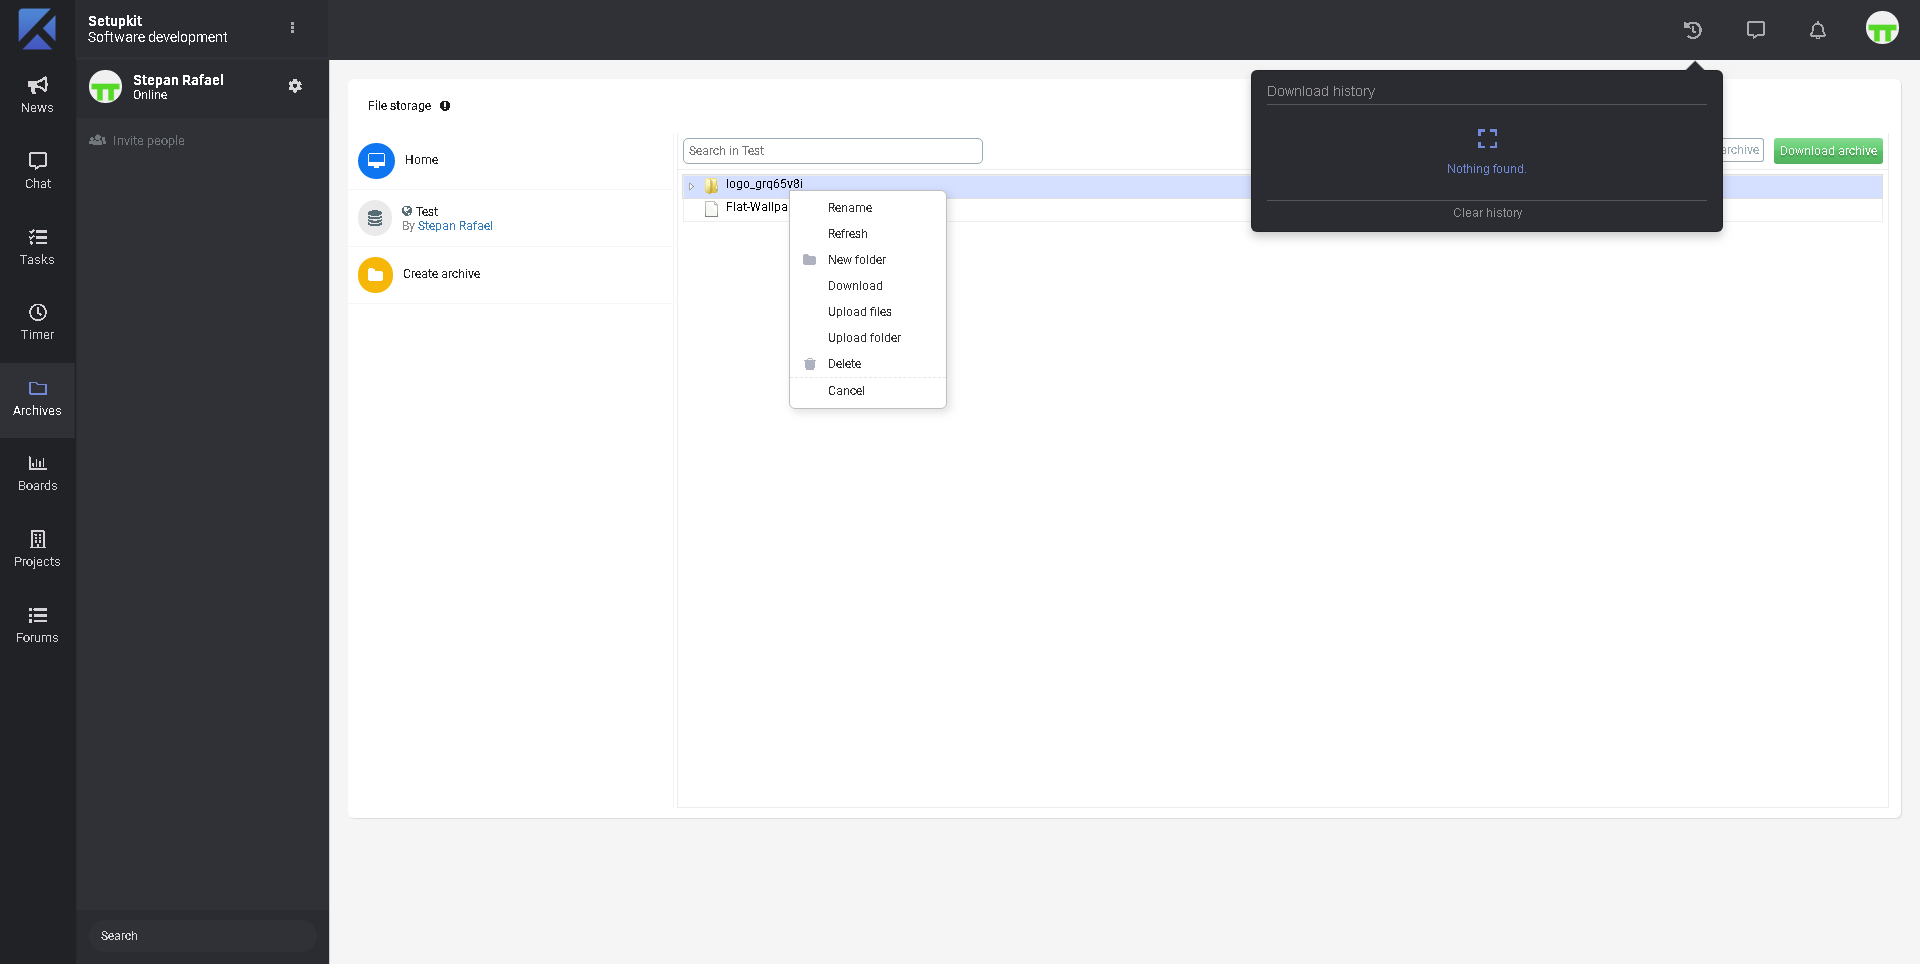 Setupkit
Software development
News
Chat
Tasks
Timer
Archives
Boards
Projects
Forums
Stepan Rafael
Online
Invite people
Search
File storage
Home
Test
By Stepan Rafael
Create archive
Search in Test
archive
Download archive
logo_grq65v8i
Flat-Wallpa
Rename
Refresh
New folder
Download
Upload files
Upload folder
Delete
Cancel
Download history
Nothing found.
Clear history